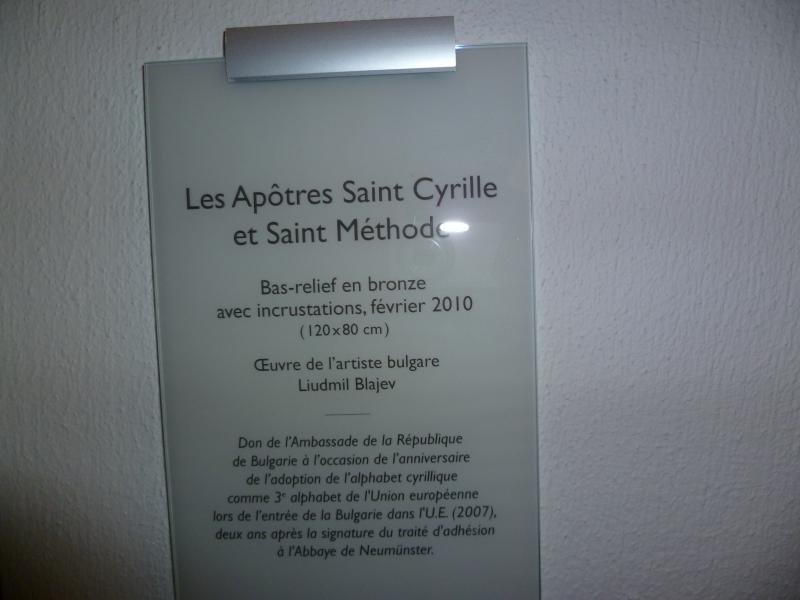 Les Apôtres Saint Cyrille
et Saint Méthode
Bas-relief en bronze
avec incrustations, février 2010
(120x80 cm)
Œuvre de l'artiste bulgare
Liudmil Blajev
Don de l'Ambassade de la République
de Bulgarie à l'occasion de l'anniversaire
de l'adoption de l'alphabet cyrillique
comme 3e alphabet de l'Union européenne
lors de l'entrée de la Bulgarie dans l'U.E. (2007),
deux ans après la signature du traité d'adhésion
à l'Abbaye de Neumünster.